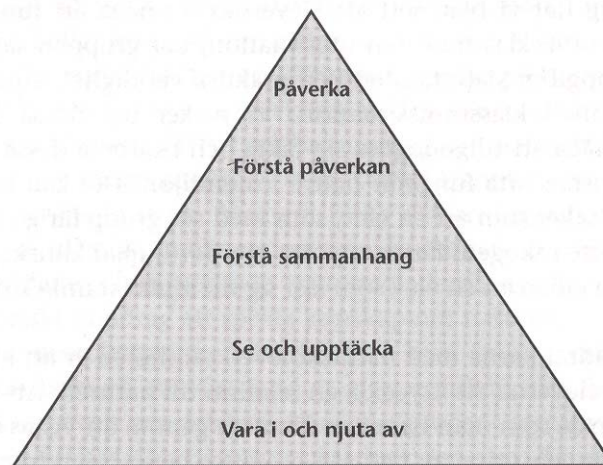 Påverka
Förstå påverkan
Förstå sammanhang
Se och upptäcka
Vara i och njuta av